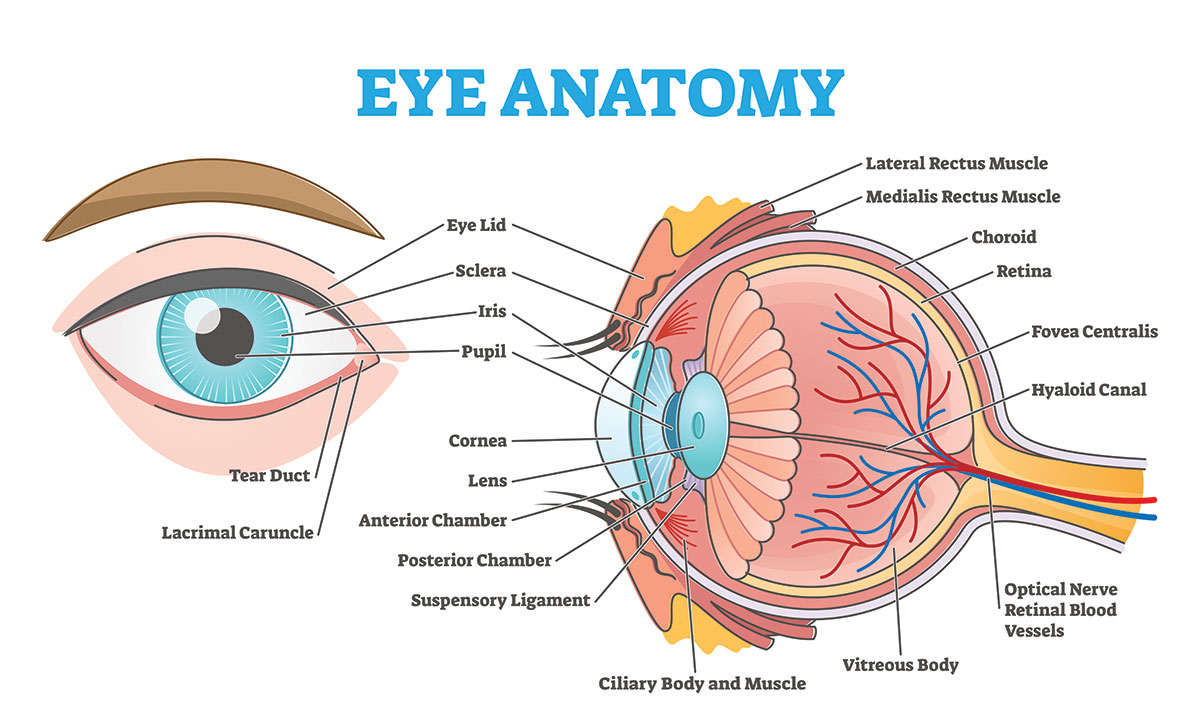 EYE ANATOMY
Lateral Rectus Muscle
Medialis Rectus Muscle
Choroid
Retina
Fovea Centralis
Hyaloid Canal
Eye Lid
Sclera
Iris
Pupil
Cornea
Lens
Anterior Chamber
Posterior Chamber
Suspensory Ligament
Tear Duct
Lacrimal Caruncle
Optical Nerve
Retinal Blood
Vessels
Vitreous Body
Ciliary Body and Muscle